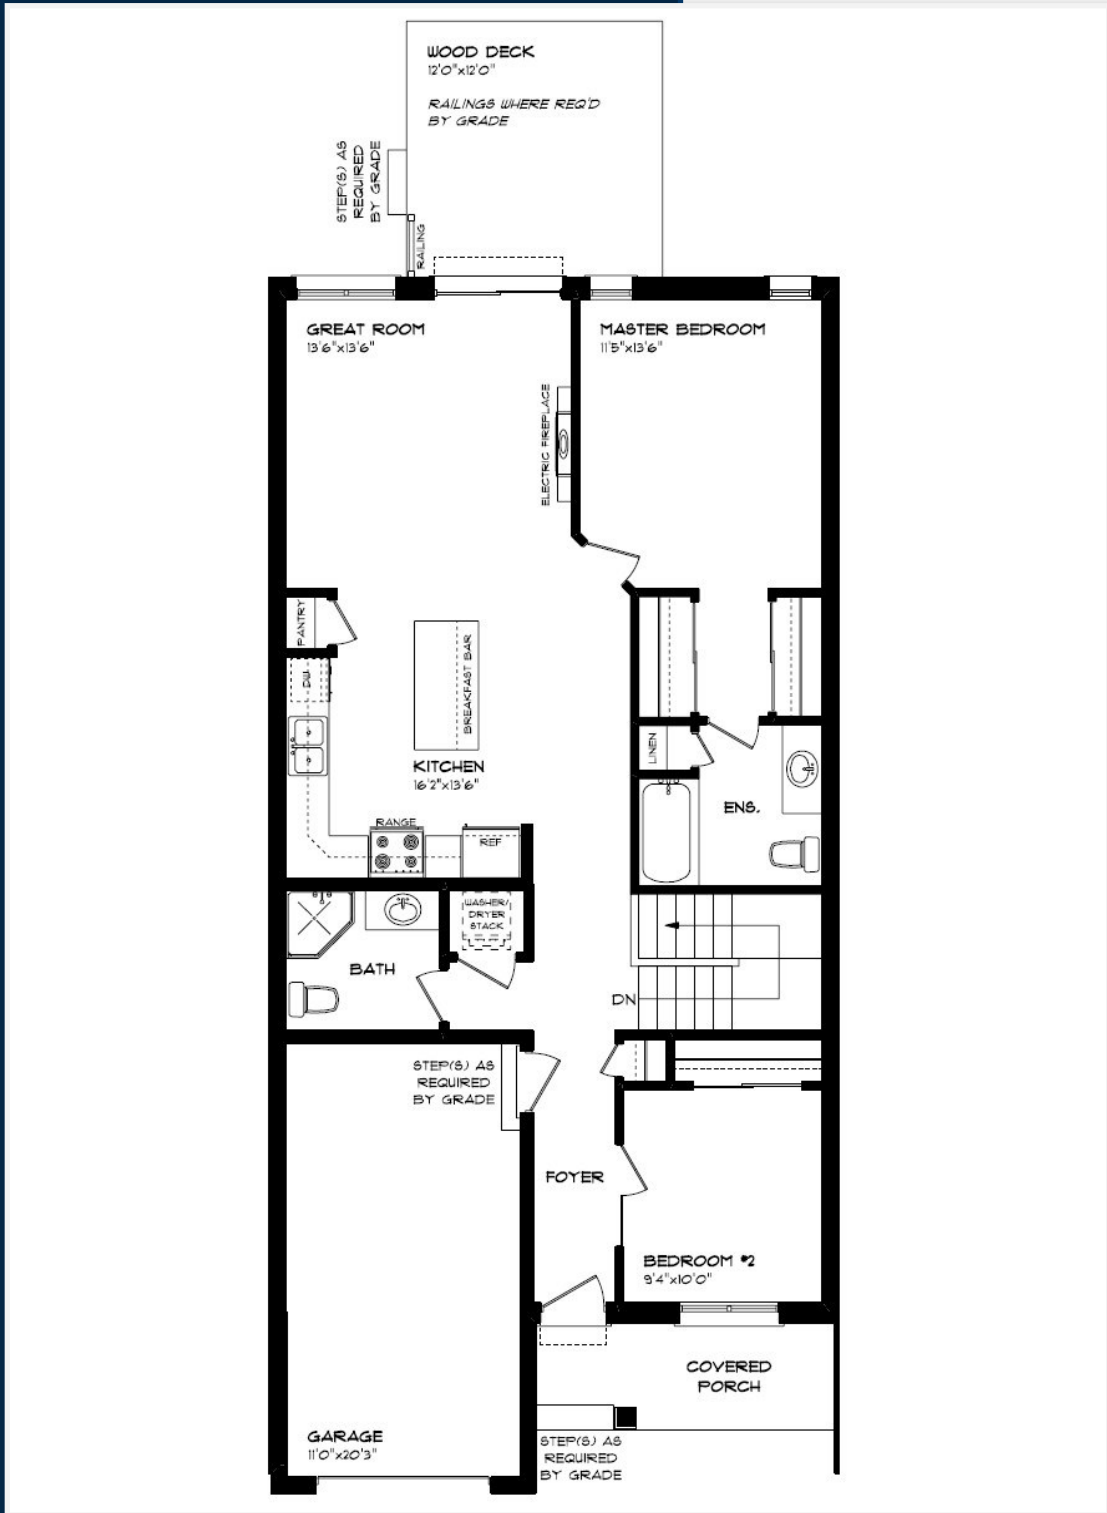 WOOD DECK
12'0"x12'0"
RAILINGS WHERE REQ'D
BY GRADE
STEP(S) AS
REQUIRED
BY GRADE
RAILING
GREAT ROOM
13'6"x13'6"
MASTER BEDROOM
11'5"x13'6"
ELECTRIC FIREPLACE
PANTRY
BREAKFAST BAR
DW
LINEN
KITCHEN
16'2"x13'6"
ENS.
RANGE
REF
WASHER/
DRYER
STACK
BATH
DN
STEP(S) AS
REQUIRED
BY GRADE
FOYER
BEDROOM #2
9'4"x10'0"
COVERED
PORCH
GARAGE
11'0"x20'3"
STEP(S) AS
REQUIRED
BY GRADE